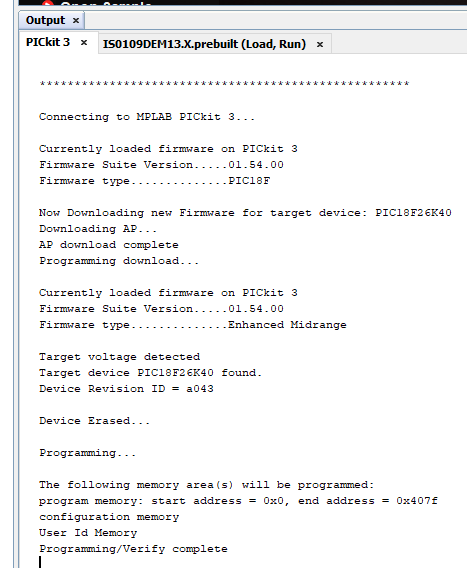 Output ×
PICkit 3 ×
IS0109DEM13.X.prebuilt (Load, Run) ×
*****************************************************
Connecting to MPLAB PICkit 3...
Currently loaded firmware on PICkit 3
Firmware Suite Version.....01.54.00
Firmware type..............PIC18F
Now Downloading new Firmware for target device: PIC18F26K40
Downloading AP...
AP download complete
Programming download...
Currently loaded firmware on PICkit 3
Firmware Suite Version.....01.54.00
Firmware type..............Enhanced Midrange
Target voltage detected
Target device PIC18F26K40 found.
Device Revision ID = a043
Device Erased...
Programming...
The following memory area(s) will be programmed:
program memory: start address = 0x0, end address = 0x407f
configuration memory
User Id Memory
Programming/Verify complete